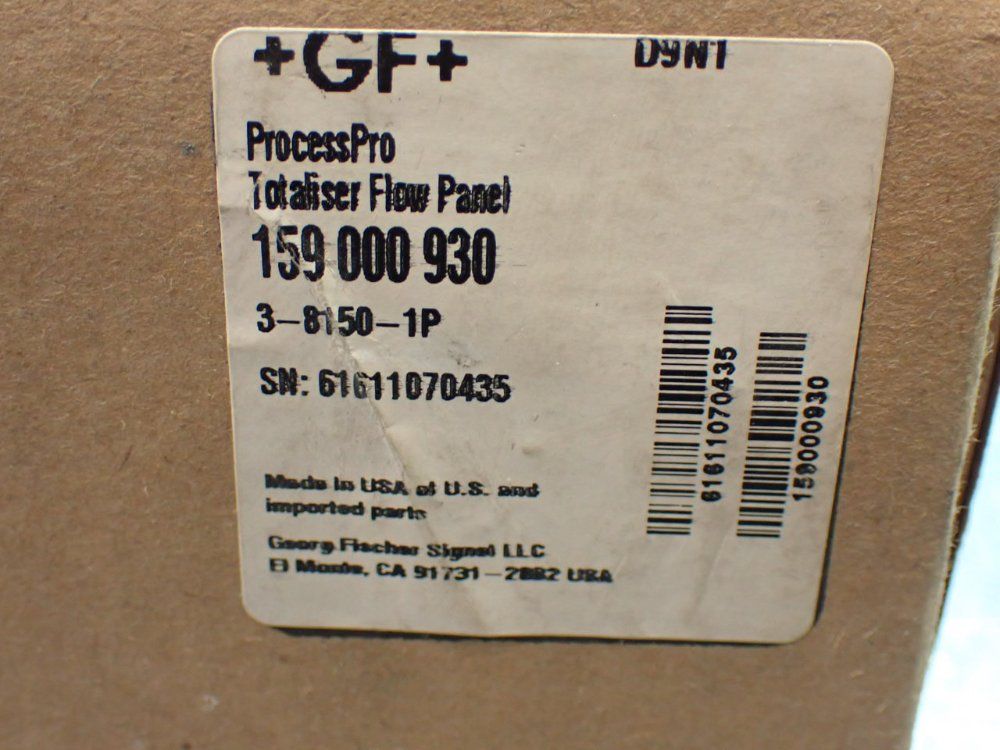 +GF+
D9N1
ProcessPro
Totaliser Flow Panel
159 000 930
3-8150-1P
SN: 61611070435
Made in USA of U.S. and
imported parts
Georg Fischer Signet LLC
El Monte, CA 91731-2882 USA
61611070435
159000930